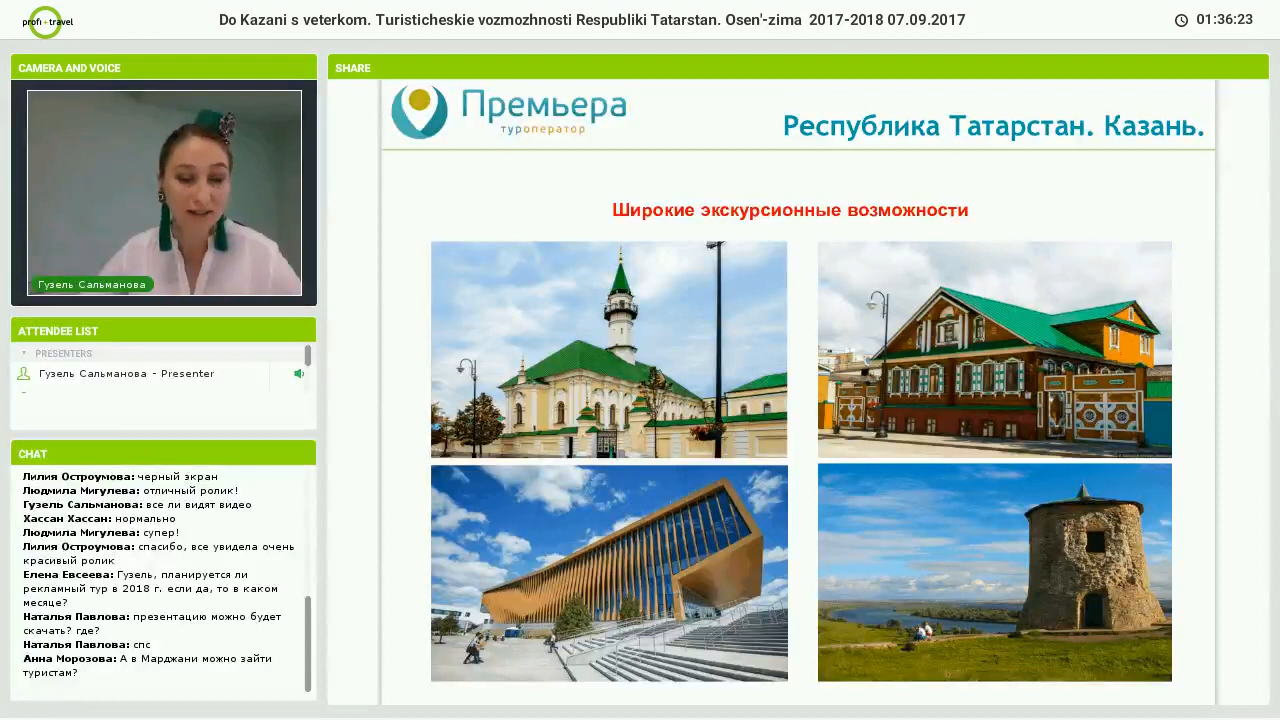 profi travel
Do Kazani s veterkom. Turisticheskie vozmozhnosti Respubliki Tatarstan. Osen'-zima 2017-2018 07.09.2017
01:36:23
CAMERA AND VOICE
Гузель Сальманова
ATTENDEE LIST
PRESENTERS
Гузель Сальманова - Presenter
CHAT
Лилия Остроумова: черный экран
Людмила Мигулева: отличный ролик!
Гузель Сальманова: все ли видят видео
Хассан Хассан: нормально
Людмила Мигулева: супер!
Лилия Остроумова: спасибо, все увидела очень
красивый ролик
Елена Евсеева: Гузель, планируется ли
рекламный тур в 2018 г. если да, то в каком
месяце?
Наталья Павлова: презентацию можно будет
скачать? где?
Наталья Павлова: спс
Анна Морозова: А в Марджани можно зайти
туристам?
SHARE
Премьера
туроператор
Республика Татарстан. Казань.
Широкие экскурсионные возможности